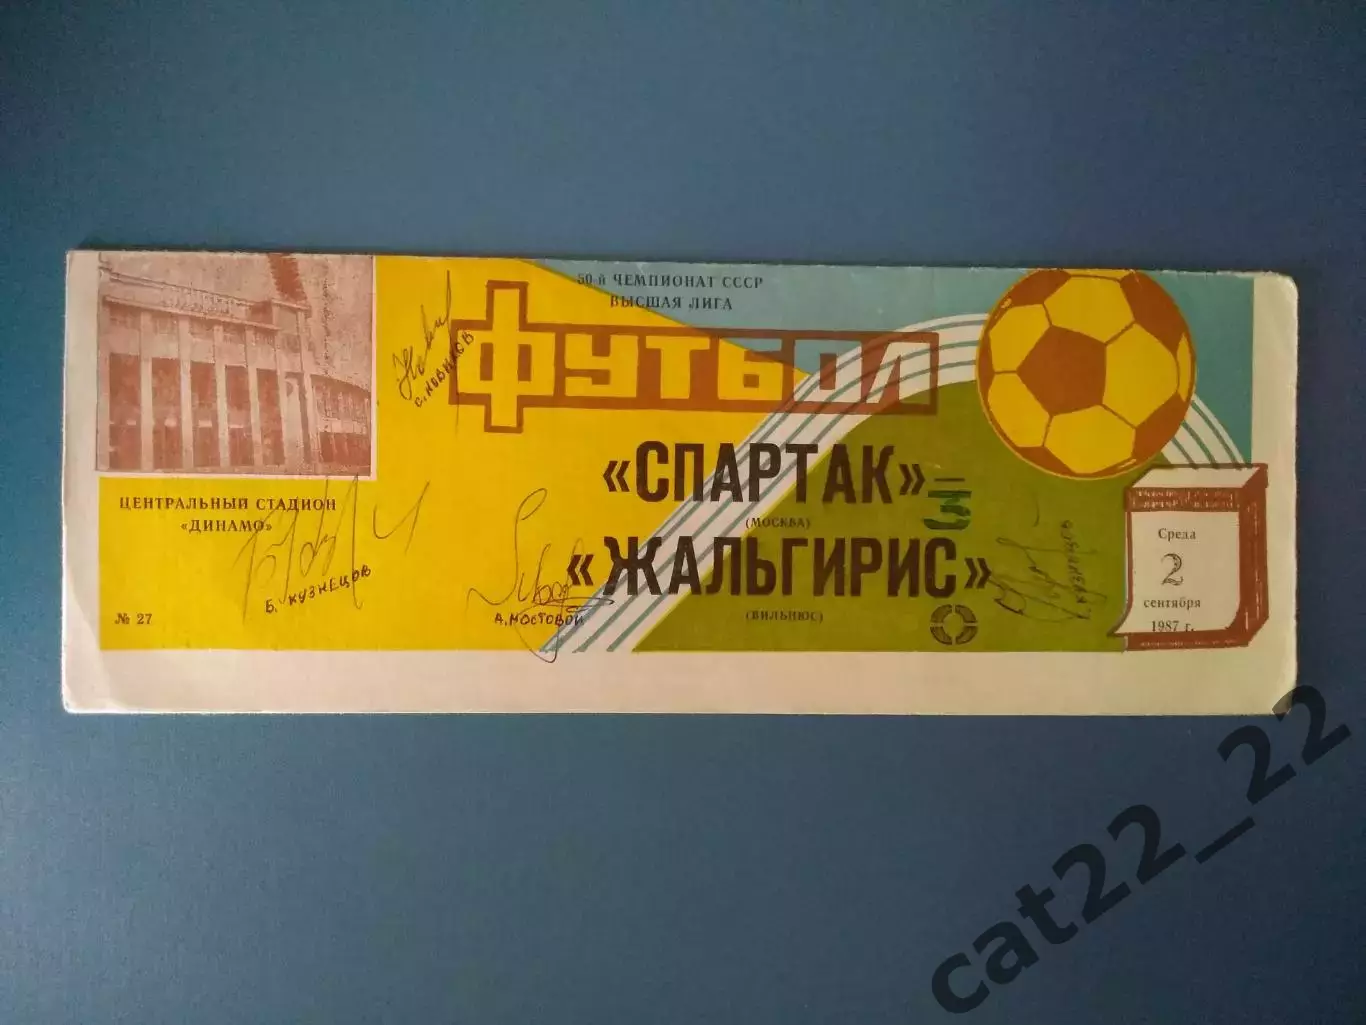 50-й ЧЕМПИОНАТ СССР
ВЫСШАЯ ЛИГА
ФУТБОЛ
С. НОВИКОВ
«СПАРТАК»
(МОСКВА)
«ЖАЛЬГИРИС»
(ВИЛЬНЮС)
ЦЕНТРАЛЬНЫЙ СТАДИОН
«ДИНАМО»
Б. КУЗНЕЦОВ
А. МОСТОВОЙ
КУЗНЕЦОВ
№ 27
Среда
2
сентября
1987 г.
cat22_22